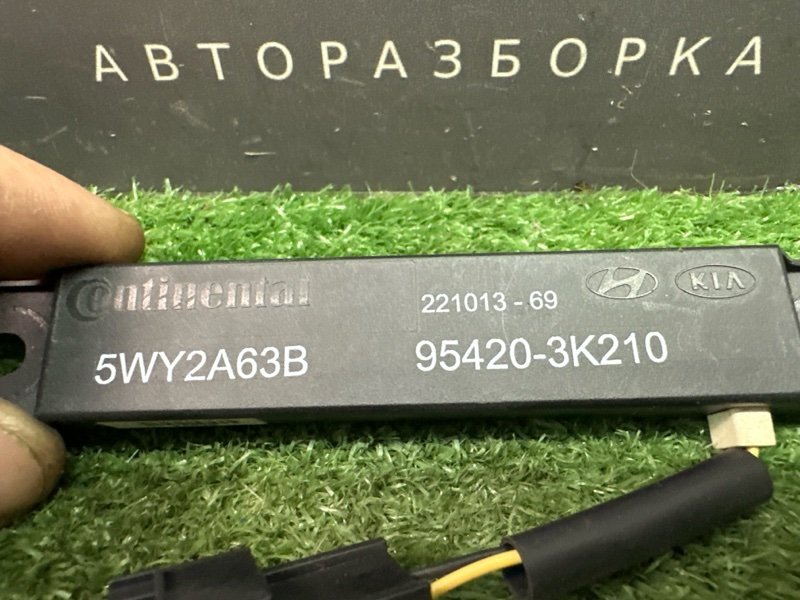 АВТОРАЗБОРКА
Continental
221013 - 69
KIA
5WY2A63B
95420-3K210